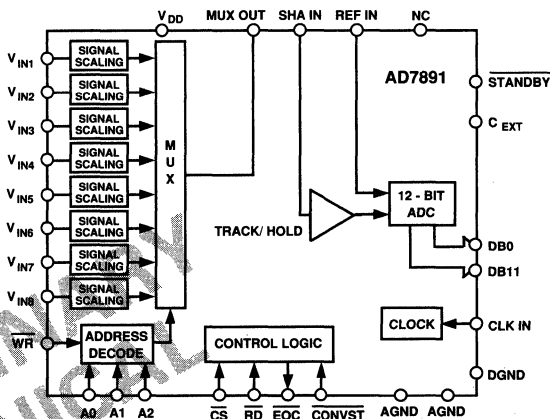 VDD MUX OUT SHA IN REF IN NC
AD7891
VIN1 SIGNAL SCALING
VIN2 SIGNAL SCALING
VIN3 SIGNAL SCALING
VIN4 SIGNAL SCALING
VIN5 SIGNAL SCALING
VIN6 SIGNAL SCALING
VIN7 SIGNAL SCALING
VIN8 SIGNAL SCALING
MUX
STANDBY
CEXT
12 - BIT
ADC
TRACK/ HOLD
DB0
DB11
CLOCK
CLK IN
WR
ADDRESS
DECODE
CONTROL LOGIC
DGND
A0 A1 A2 CS RD EOC CONVST AGND AGND